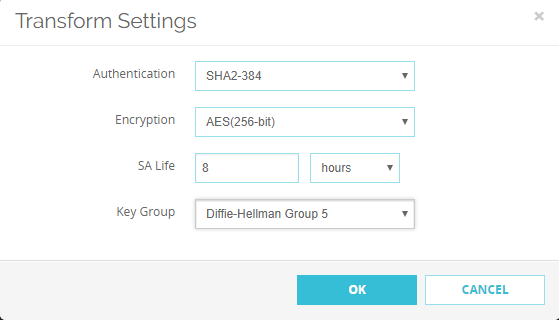 Transform Settings ×
Authentication SHA2-384
Encryption AES(256-bit)
SA Life 8 hours
Key Group Diffie-Hellman Group 5
OK CANCEL